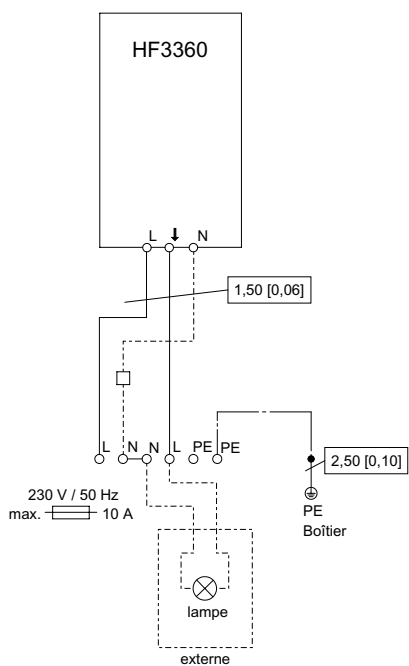 HF3360
L N
1,50 [0,06]
L N N L PE PE
2,50 [0,10]
230 V / 50 Hz
max. 10 A
PE
Boîtier
lampe
externe